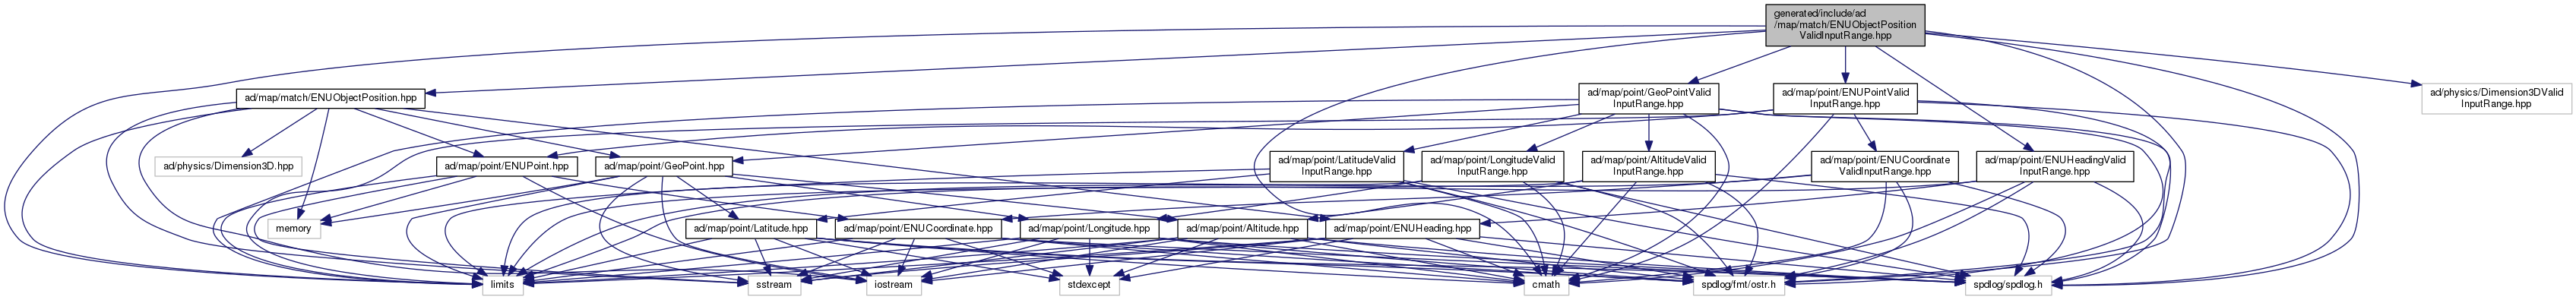 generated/include/ad
/map/match/ENUObjectPosition
ValidInputRange.hpp
ad/map/match/ENUObjectPosition.hpp
ad/map/point/GeoPointValid
InputRange.hpp
ad/map/point/ENUPointValid
InputRange.hpp
ad/physics/Dimension3DValid
InputRange.hpp
ad/physics/Dimension3D.hpp
ad/map/point/ENUPoint.hpp
ad/map/point/GeoPoint.hpp
ad/map/point/LatitudeValid
InputRange.hpp
ad/map/point/LongitudeValid
InputRange.hpp
ad/map/point/AltitudeValid
InputRange.hpp
ad/map/point/ENUCoordinate
ValidInputRange.hpp
ad/map/point/ENUHeadingValid
InputRange.hpp
memory
ad/map/point/Latitude.hpp
ad/map/point/ENUCoordinate.hpp
ad/map/point/Longitude.hpp
ad/map/point/Altitude.hpp
ad/map/point/ENUHeading.hpp
limits
sstream
iostream
stdexcept
cmath
spdlog/fmt/ostr.h
spdlog/spdlog.h